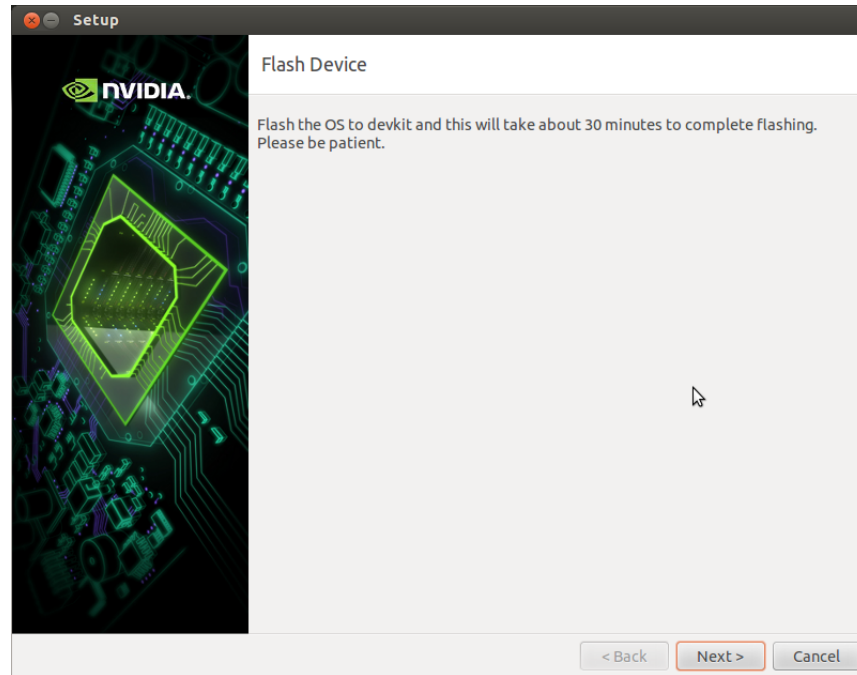 Setup
NVIDIA.
Flash Device
Flash the OS to devkit and this will take about 30 minutes to complete flashing.
Please be patient.
< Back
Next >
Cancel